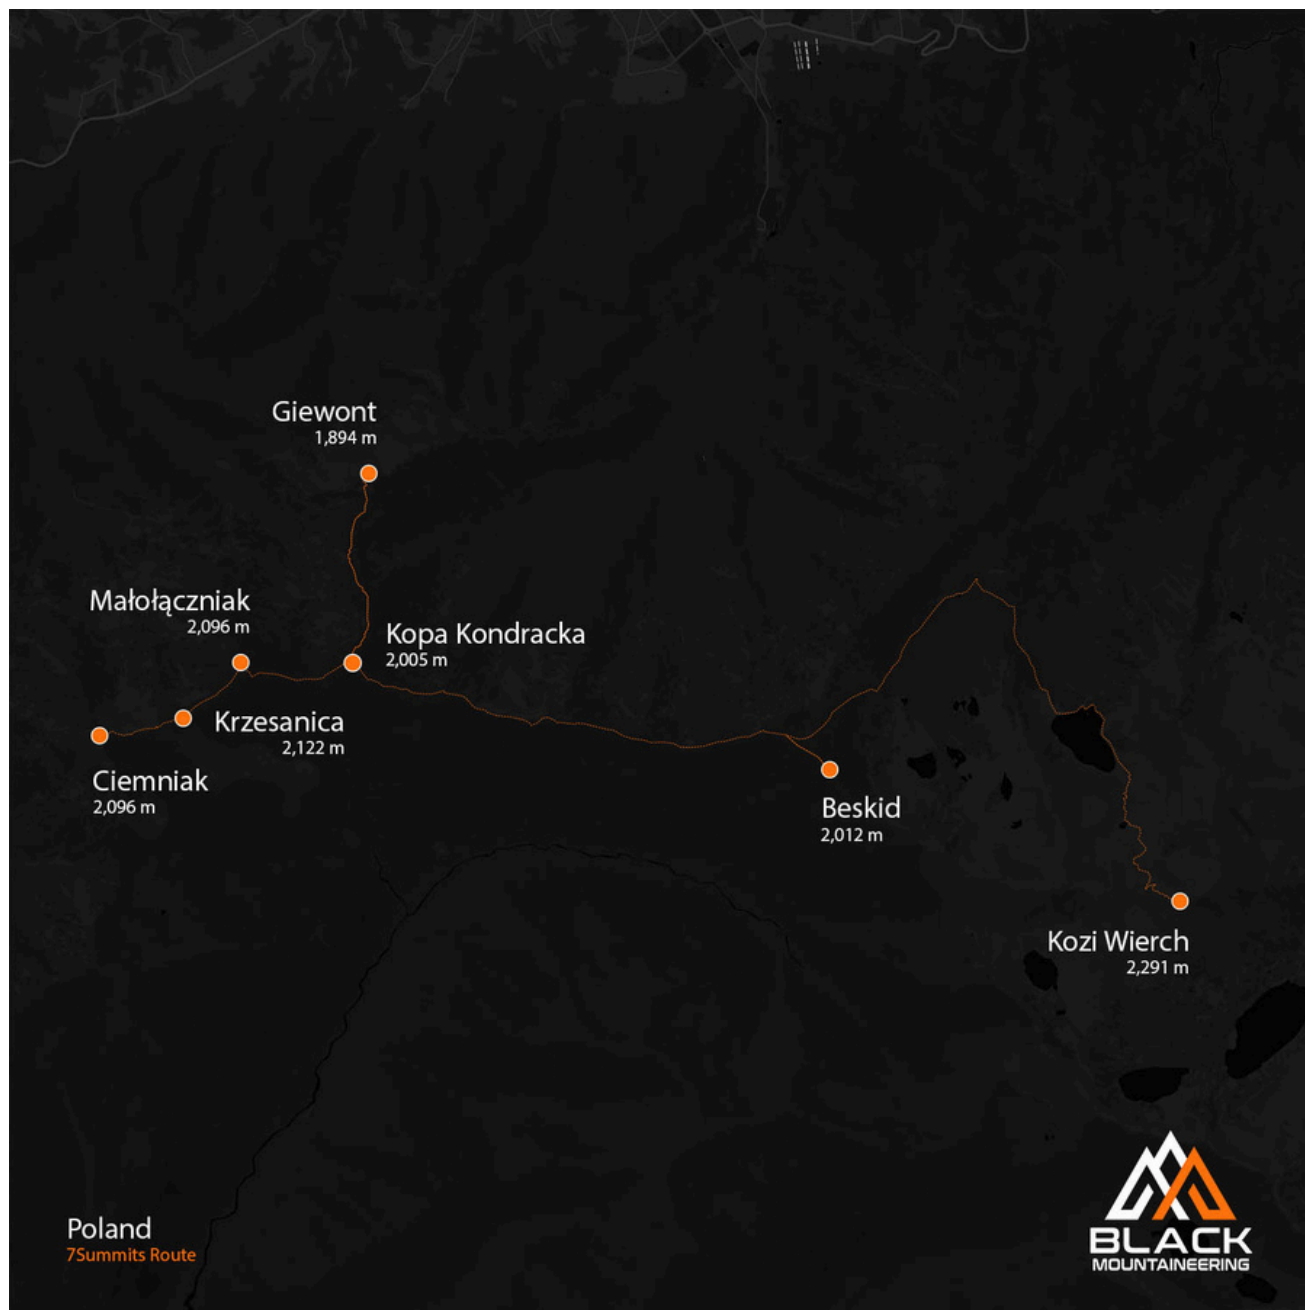 Giewont
1,894 m
Małołączniak
2,096 m
Kopa Kondracka
2,005 m
Krzesanica
2,122 m
Ciemniak
2,096 m
Beskid
2,012 m
Kozi Wierch
2,291 m
Poland
7Summits Route
BLACK
MOUNTAINEERING